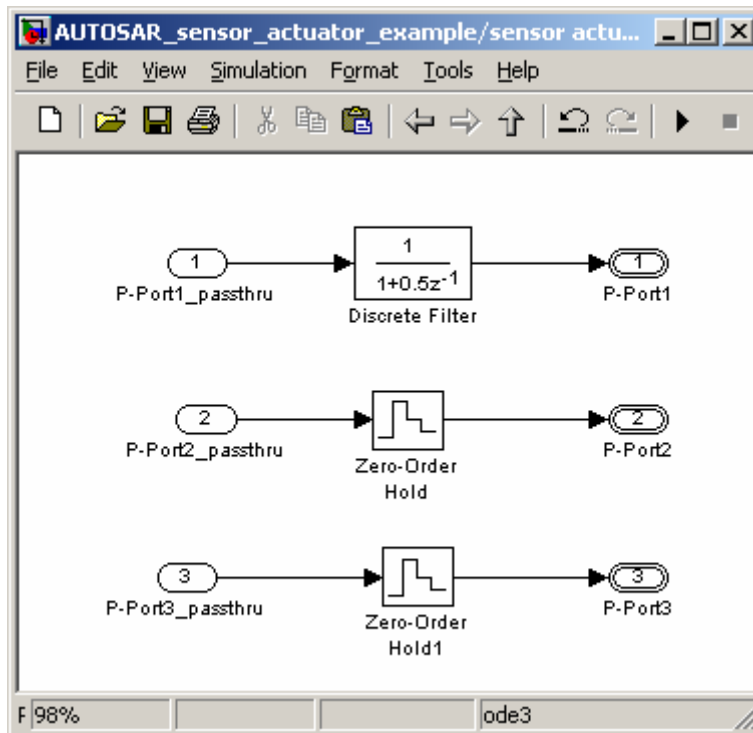 AUTOSAR_sensor_actuator_example/sensor actu...
File Edit View Simulation Format Tools Help
1
P-Port1_passthru
1
1+0.5z-1
Discrete Filter
1
P-Port1
2
P-Port2_passthru
Zero-Order
Hold
2
P-Port2
3
P-Port3_passthru
Zero-Order
Hold1
3
P-Port3
F 98% ode3